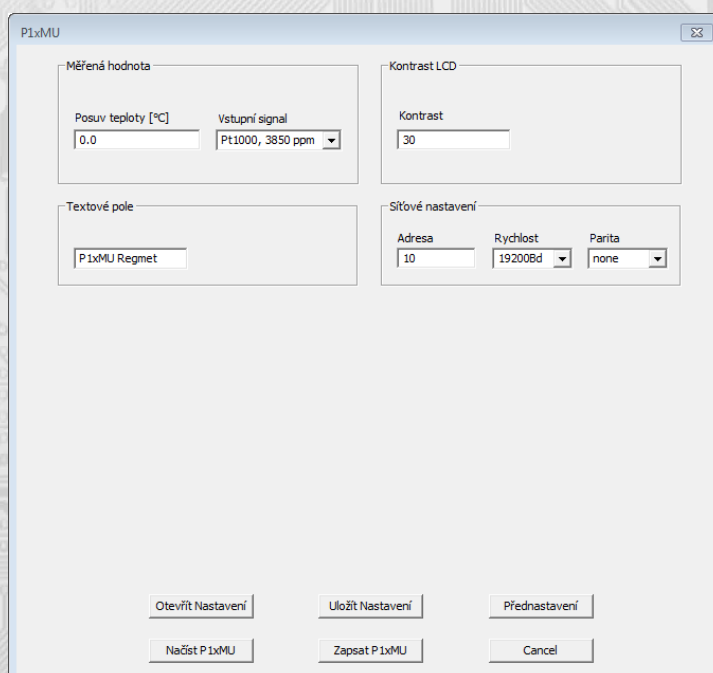 P1xMU
Měřená hodnota
Posuv teploty [°C]
Vstupní signal
0.0
Pt1000, 3850 ppm
Kontrast LCD
Kontrast
30
Textové pole
P1xMU Regmet
Síťové nastavení
Adresa
Rychlost
Parita
10
19200Bd
none
Otevřít Nastavení
Uložít Nastavení
Přednastavení
Načíst P1xMU
Zapsat P1xMU
Cancel